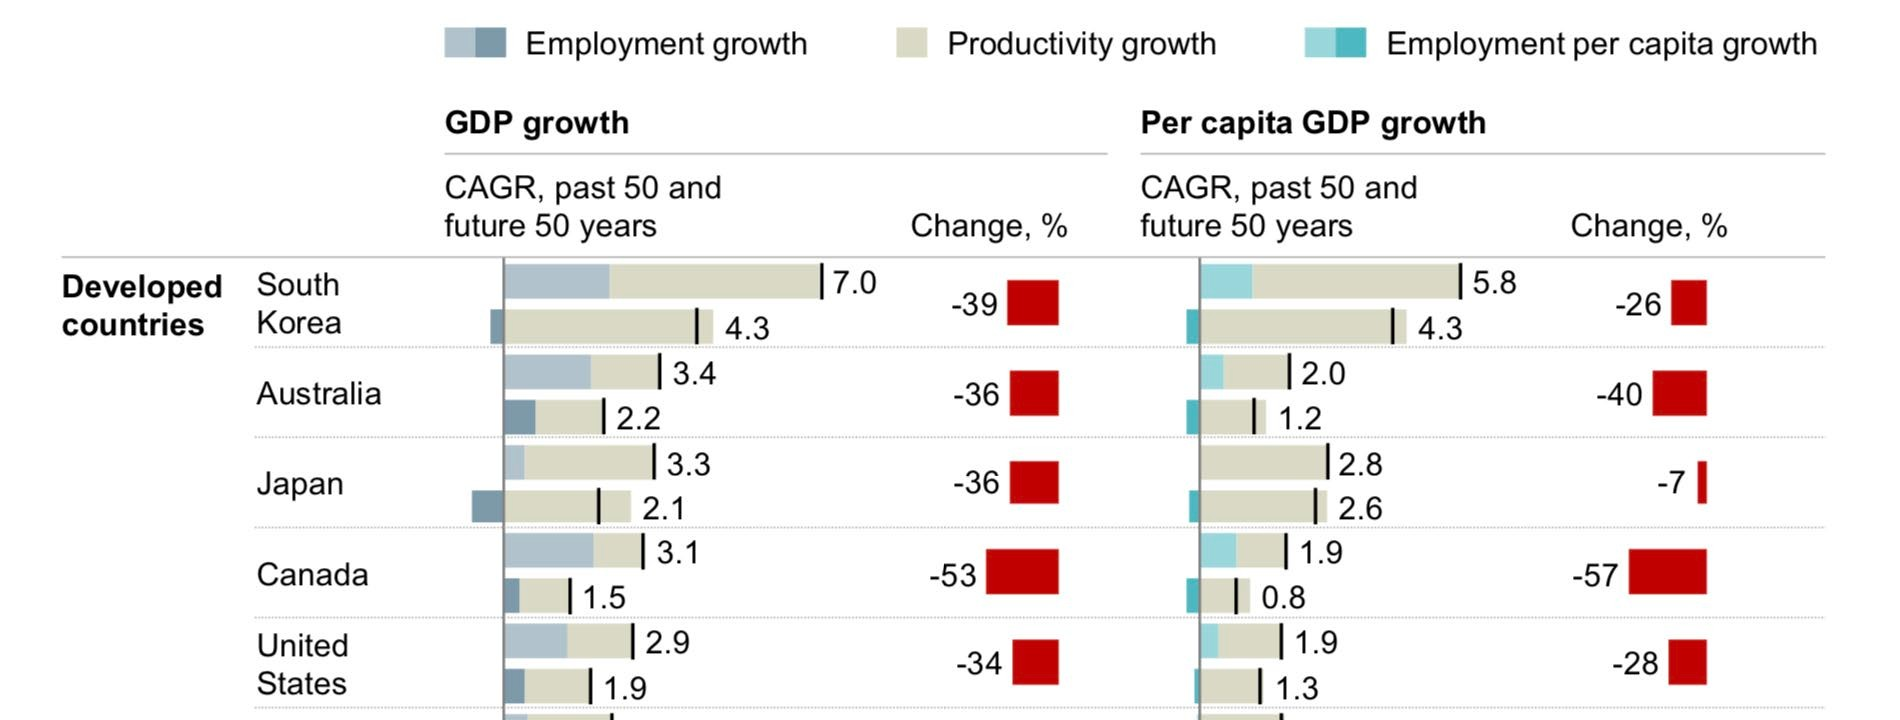 Employment growth Productivity growth Employment per capita growth
GDP growth Per capita GDP growth
CAGR, past 50 and CAGR, past 50 and
future 50 years Change, % future 50 years Change, %
Developed South 7.0 -39 5.8 -26
countries Korea 4.3 4.3
Australia 3.4 -36 2.0 -40
2.2 1.2
Japan 3.3 -36 2.8 -7
2.1 2.6
Canada 3.1 -53 1.9 -57
1.5 0.8
United 2.9 -34 1.9 -28
States 1.9 1.3